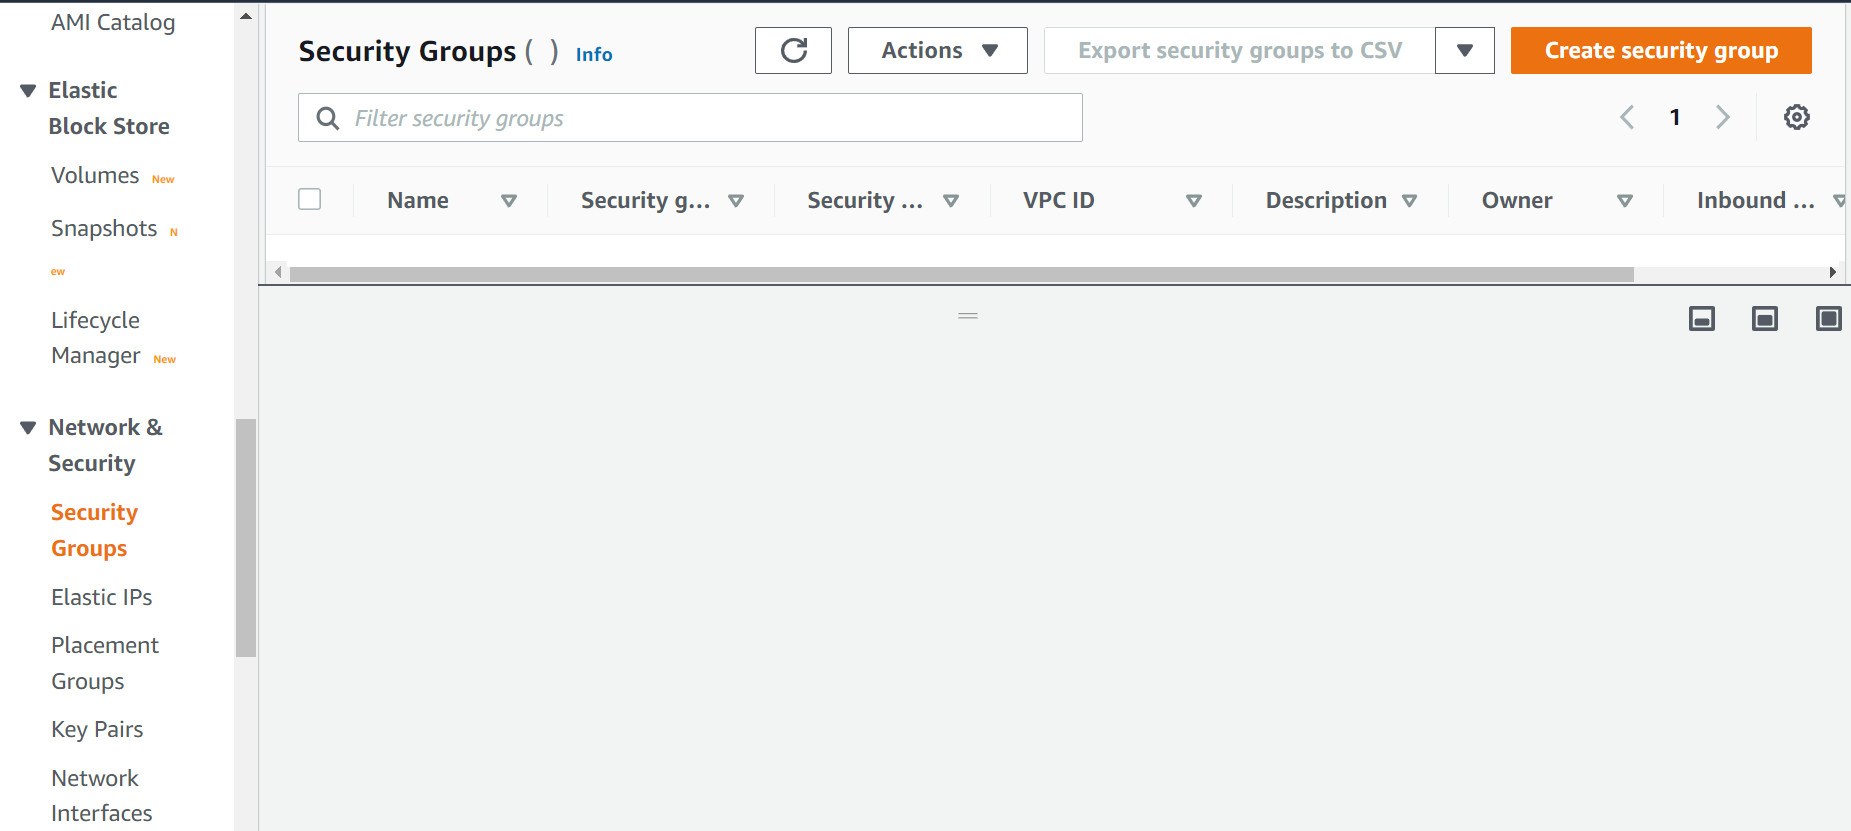 AMI Catalog
Elastic
Block Store
Volumes New
Snapshots N
ew
Lifecycle
Manager New
Network &
Security
Security
Groups
Elastic IPs
Placement
Groups
Key Pairs
Network
Interfaces
Security Groups ( ) Info
Actions
Export security groups to CSV
Create security group
Filter security groups
1
Name Security g... Security ... VPC ID Description Owner Inbound ...